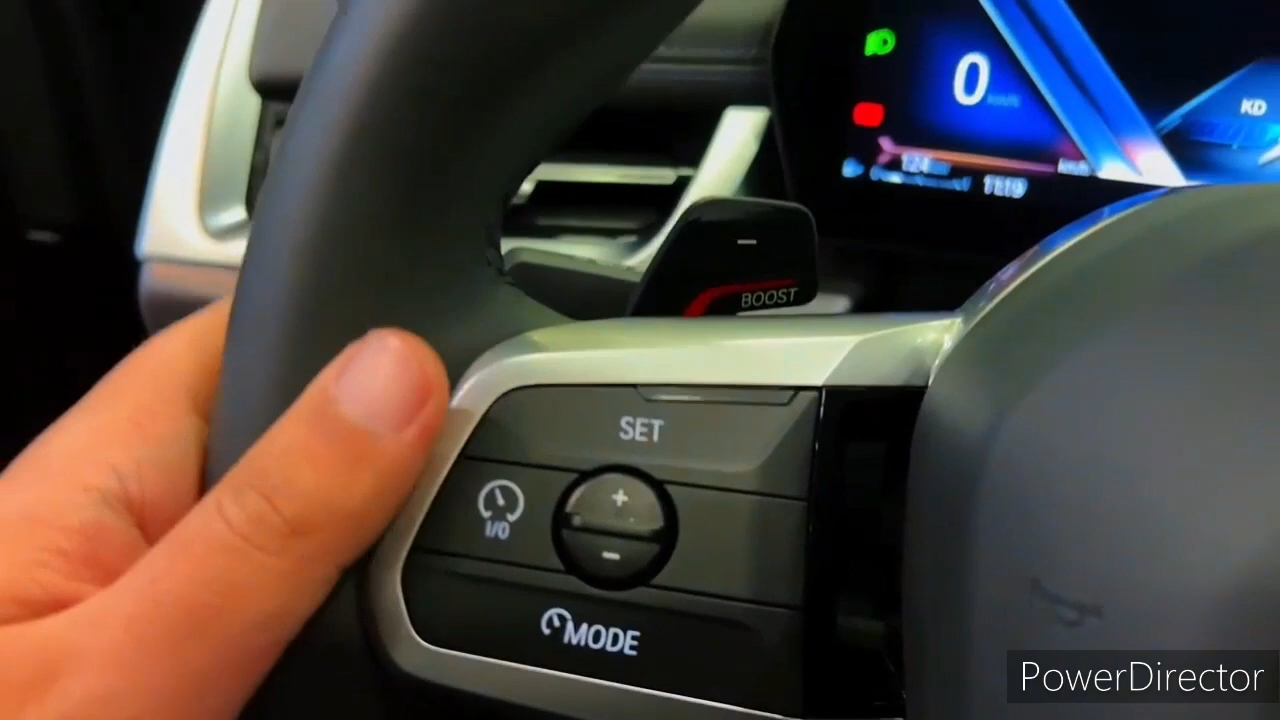 0
KD
−
BOOST
SET
+
I/O
−
MODE
PowerDirector